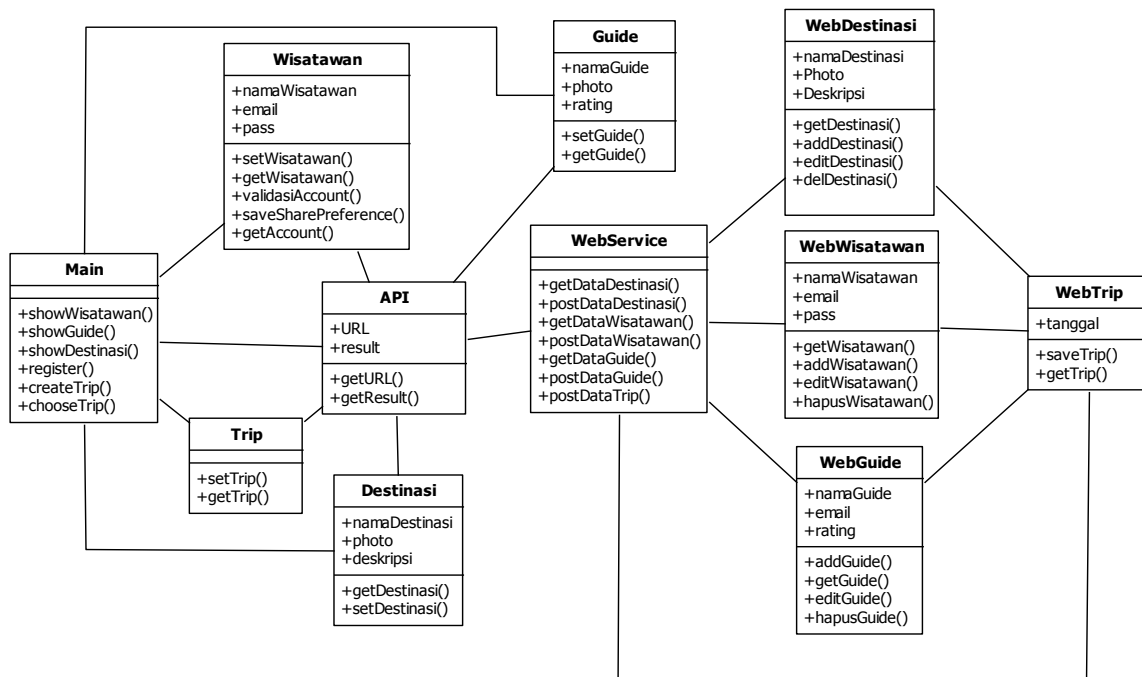 Guide
+namaGuide
+photo
+rating
+setGuide()
+getGuide()
WebDestinasi
+namaDestinasi
+Photo
+Deskripsi
+getDestinasi()
+addDestinasi()
+editDestinasi()
+delDestinasi()
Wisatawan
+namaWisatawan
+email
+pass
+setWisatawan()
+getWisatawan()
+validasiAccount()
+saveSharePreference()
+getAccount()
Main
+showWisatawan()
+showGuide()
+showDestinasi()
+register()
+createTrip()
+chooseTrip()
API
+URL
+result
+getURL()
+getResult()
WebService
+getDataDestinasi()
+postDataDestinasi()
+getDataWisatawan()
+postDataWisatawan()
+getDataGuide()
+postDataGuide()
+postDataTrip()
WebWisatawan
+namaWisatawan
+email
+pass
+getWisatawan()
+addWisatawan()
+editWisatawan()
+hapusWisatawan()
WebTrip
+tanggal
+saveTrip()
+getTrip()
Trip
+setTrip()
+getTrip()
Destinasi
+namaDestinasi
+photo
+deskripsi
+getDestinasi()
+setDestinasi()
WebGuide
+namaGuide
+email
+rating
+addGuide()
+getGuide()
+editGuide()
+hapusGuide()